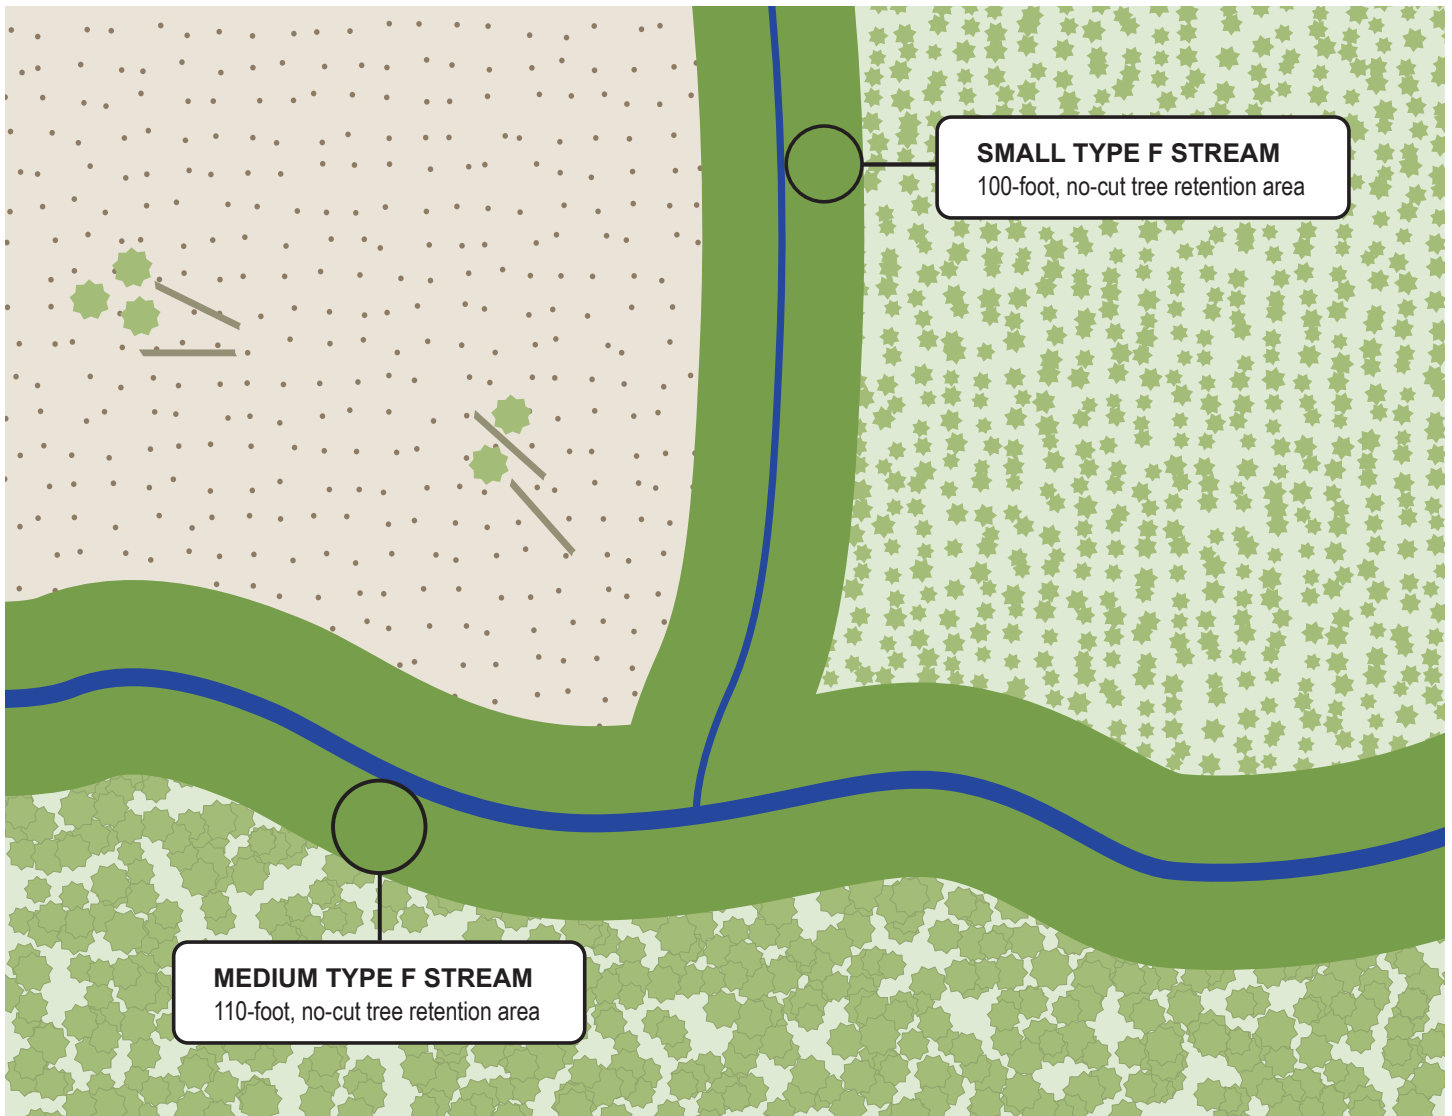 SMALL TYPE F STREAM
100-foot, no-cut tree retention area
MEDIUM TYPE F STREAM
110-foot, no-cut tree retention area